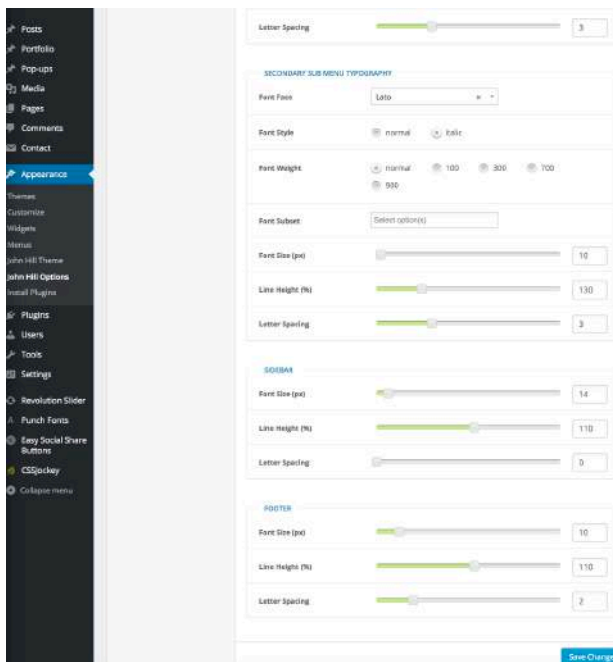 Posts
Portfolio
Pop-ups
Media
Pages
Comments
Contact
Appearance
Themes
Customize
Widgets
Menus
John Hill Theme
John Hill Options
Install Plugins
Plugins
Users
Tools
Settings
Revolution Slider
Punch Fonts
Easy Social Share
Buttons
CSSJockey
Collapse menu
Letter Spacing 3
SECONDARY SUB MENU TYPOGRAPHY
Font Face Lato × ▾
Font Style normal italic
Font Weight normal 100 300 700
900
Font Subset Select option(s)
Font Size (px) 10
Line Height (%) 130
Letter Spacing 3
SIDEBAR
Font Size (px) 14
Line Height (%) 110
Letter Spacing 0
FOOTER
Font Size (px) 10
Line Height (%) 110
Letter Spacing 2
Save Change